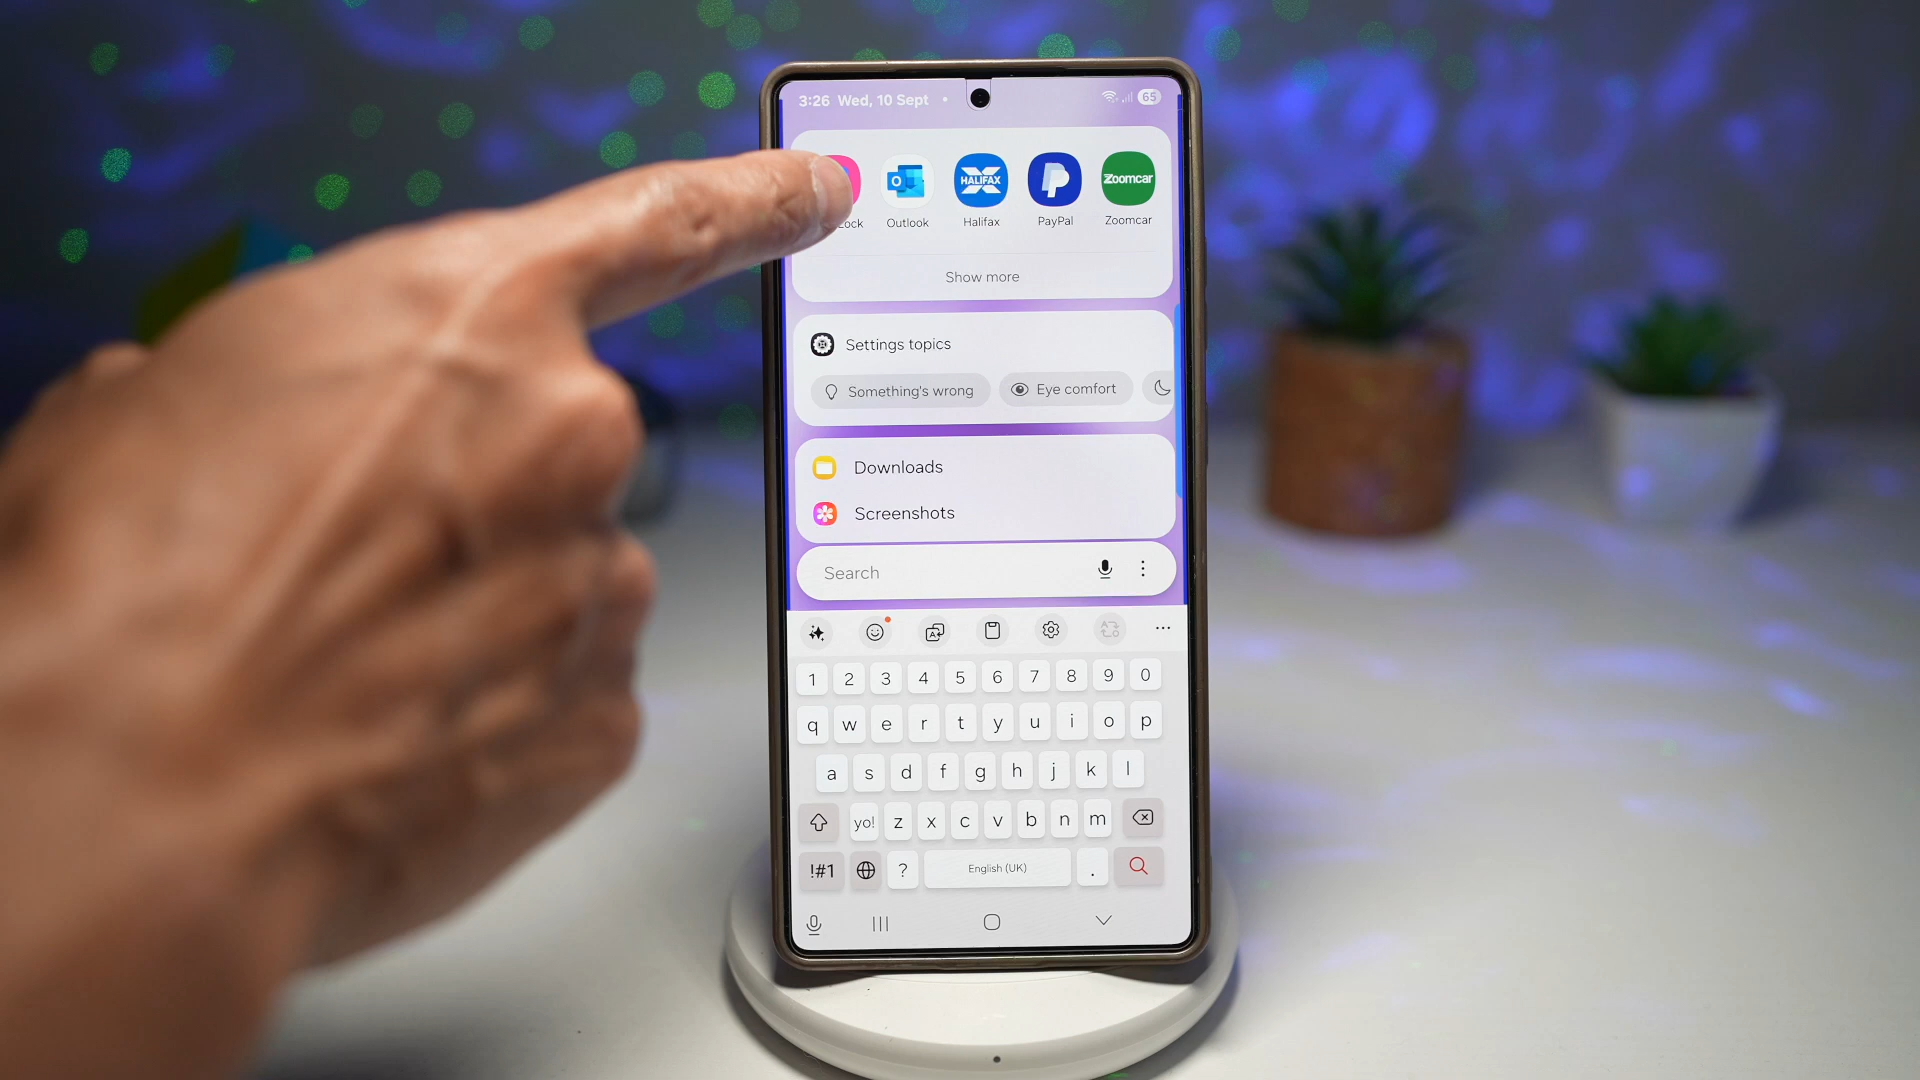 3:26 Wed, 10 Sept
65
HALIFAX
Zoomcar
Outlook Halifax PayPal Zoomcar
Show more
Settings topics
Something's wrong Eye comfort
Downloads
Screenshots
Search
1 2 3 4 5 6 7 8 9 0
q w e r t y u i o p
a s d f g h j k l
yo! z x c v b n m
!#1 ? English (UK) .